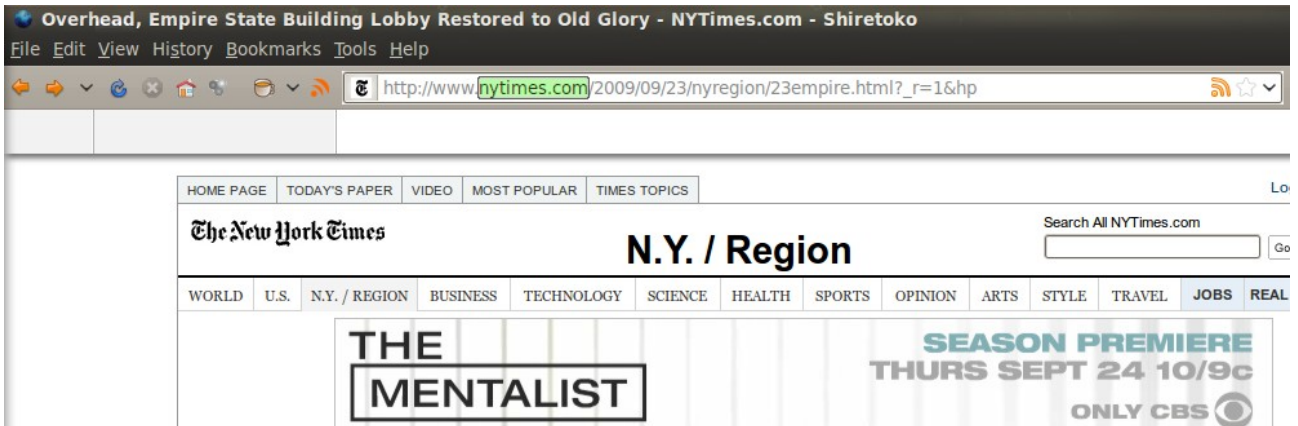 Overhead, Empire State Building Lobby Restored to Old Glory - NYTimes.com - Shiretoko
File Edit View History Bookmarks Tools Help
http://www.nytimes.com/2009/09/23/nyregion/23empire.html?_r=1&hp
HOME PAGE TODAY'S PAPER VIDEO MOST POPULAR TIMES TOPICS
The New York Times
N.Y. / Region
Search All NYTimes.com
Go
WORLD U.S. N.Y. / REGION BUSINESS TECHNOLOGY SCIENCE HEALTH SPORTS OPINION ARTS STYLE TRAVEL JOBS REAL
THE
MENTALIST
SEASON PREMIERE
THURS SEPT 24 10/9c
ONLY CBS